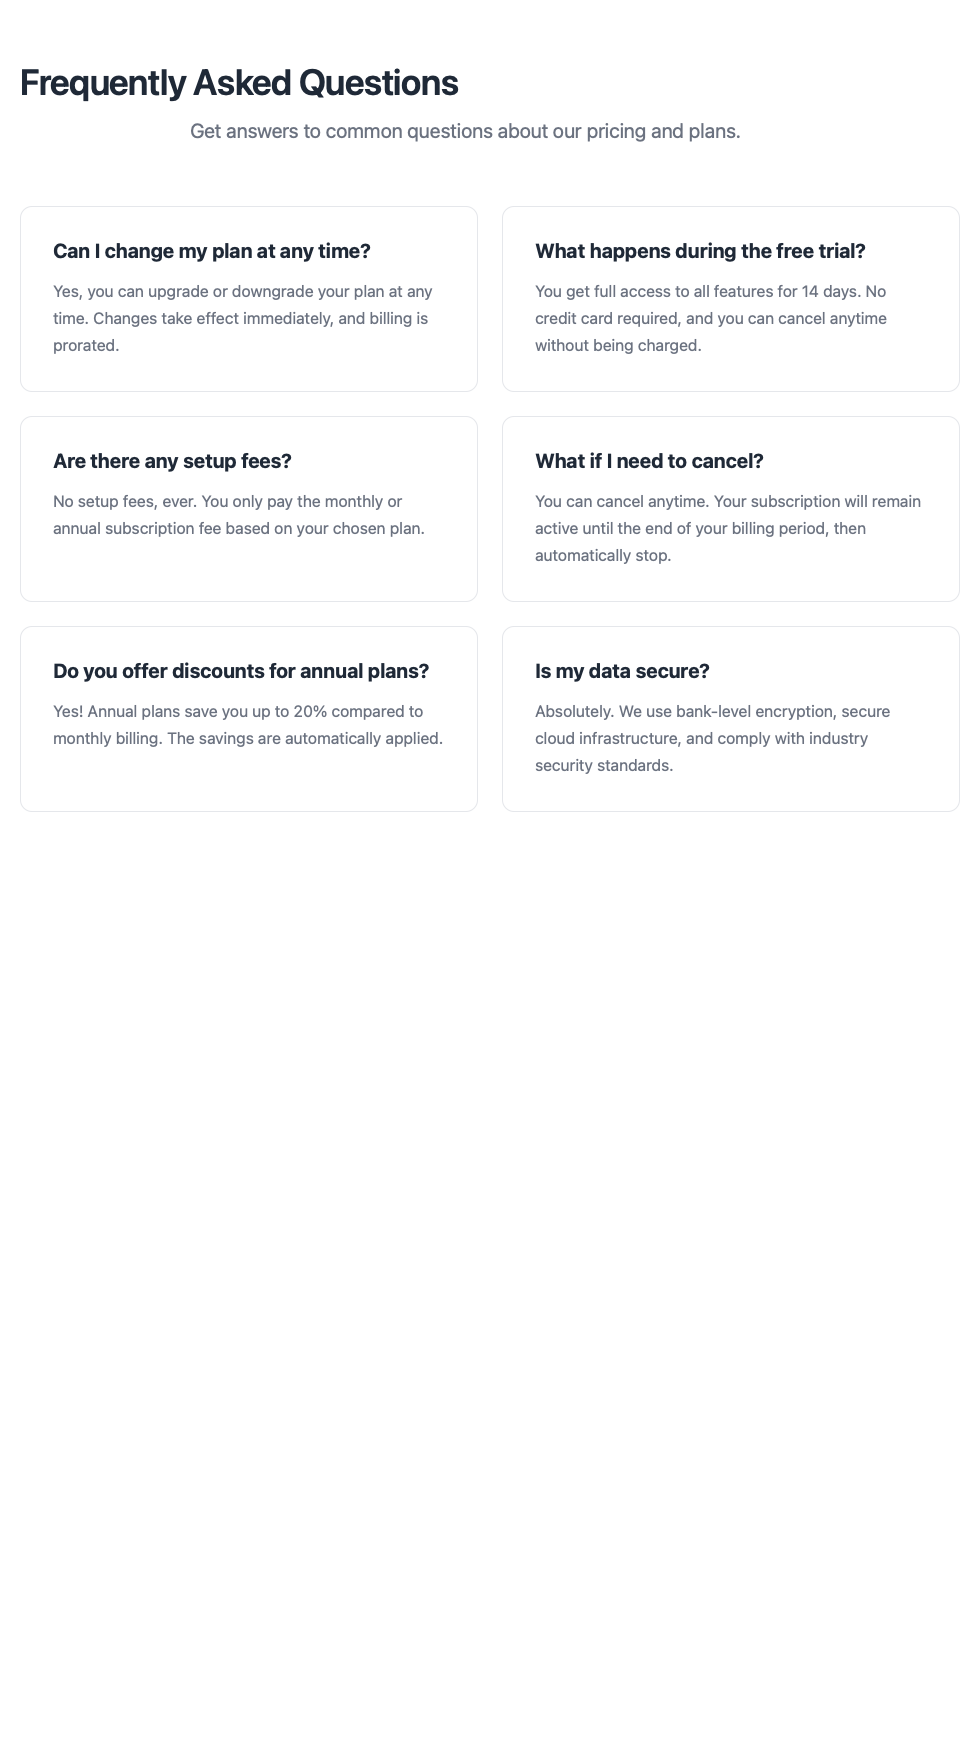 Frequently Asked Questions
Get answers to common questions about our pricing and plans.
Can I change my plan at any time?
Yes, you can upgrade or downgrade your plan at any
time. Changes take effect immediately, and billing is
prorated.
What happens during the free trial?
You get full access to all features for 14 days. No
credit card required, and you can cancel anytime
without being charged.
Are there any setup fees?
No setup fees, ever. You only pay the monthly or
annual subscription fee based on your chosen plan.
What if I need to cancel?
You can cancel anytime. Your subscription will remain
active until the end of your billing period, then
automatically stop.
Do you offer discounts for annual plans?
Yes! Annual plans save you up to 20% compared to
monthly billing. The savings are automatically applied.
Is my data secure?
Absolutely. We use bank-level encryption, secure
cloud infrastructure, and comply with industry
security standards.